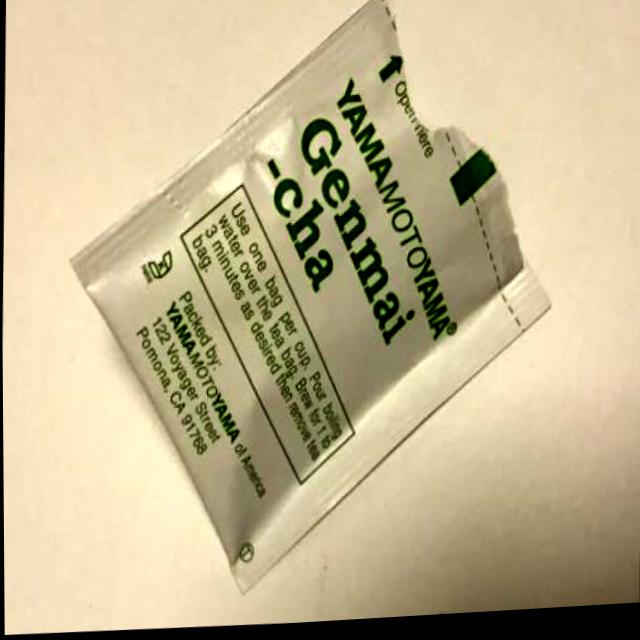 Open here
YAMAMOTOYAMA®
Genmai
-cha
Use one bag per cup. Pour boiling
water over the tea bag. Brew for 1 to
3 minutes as desired then remove tea
bag.
Packed by:
YAMAMOTOYAMA of America
122 Voyager Street
Pomona, CA 91768